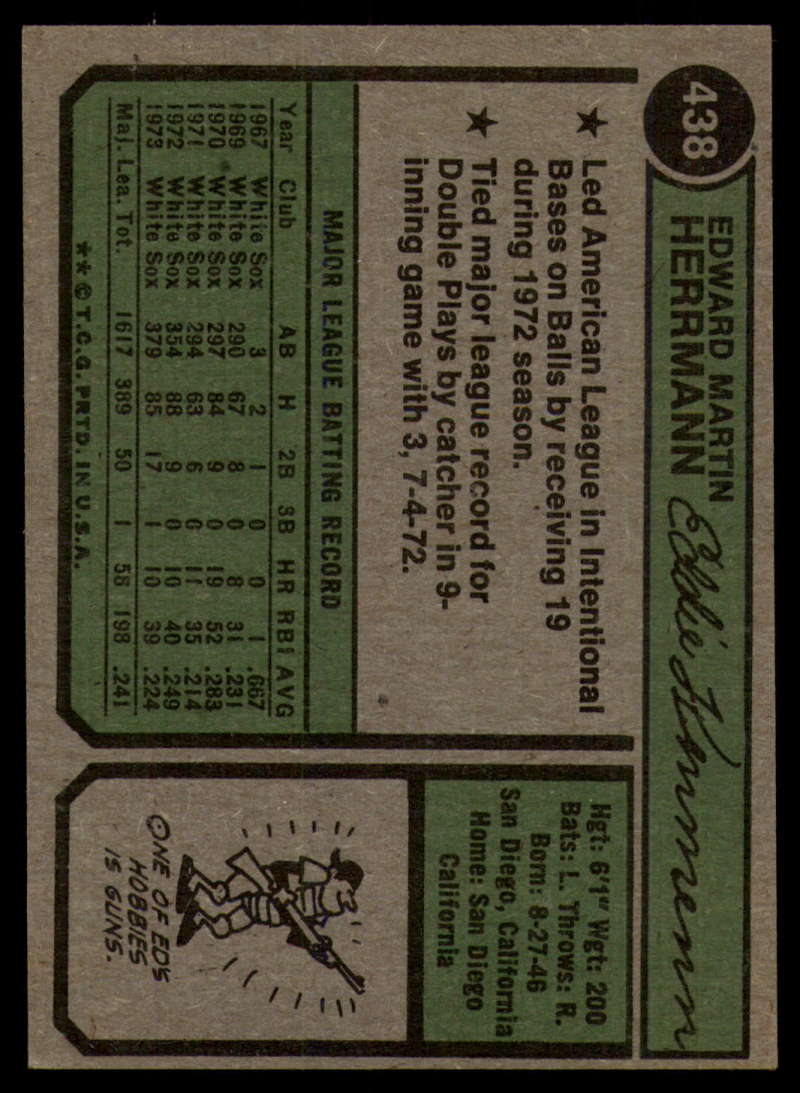 438
EDWARD MARTIN
HERRMANN Eddie Herrmann
★ Led American League in Intentional
Bases on Balls by receiving 19
during 1972 season.
★ Tied major league record for
Double Plays by catcher in 9-
inning game with 3, 7-4-72.
Hgt: 6'1" Wgt: 200
Bats: L. Throws: R.
Born: 8-27-46
San Diego, California
Home: San Diego
California
MAJOR LEAGUE BATTING RECORD
Year Club AB H 2B 3B HR RBI AVG
1967 White Sox 3 2 1 0 0 1 .667
1969 White Sox 290 67 8 0 8 31 .231
1970 White Sox 297 84 9 0 19 52 .283
1971 White Sox 294 63 6 0 11 35 .214
1972 White Sox 354 88 9 0 10 40 .249
1973 White Sox 379 85 17 1 10 39 .224
Maj. Lea. Tot. 1617 389 50 1 58 198 .241
**© T.C.G. PRTD. IN U.S.A.
ONE OF ED'S
HOBBIES
IS GUNS.